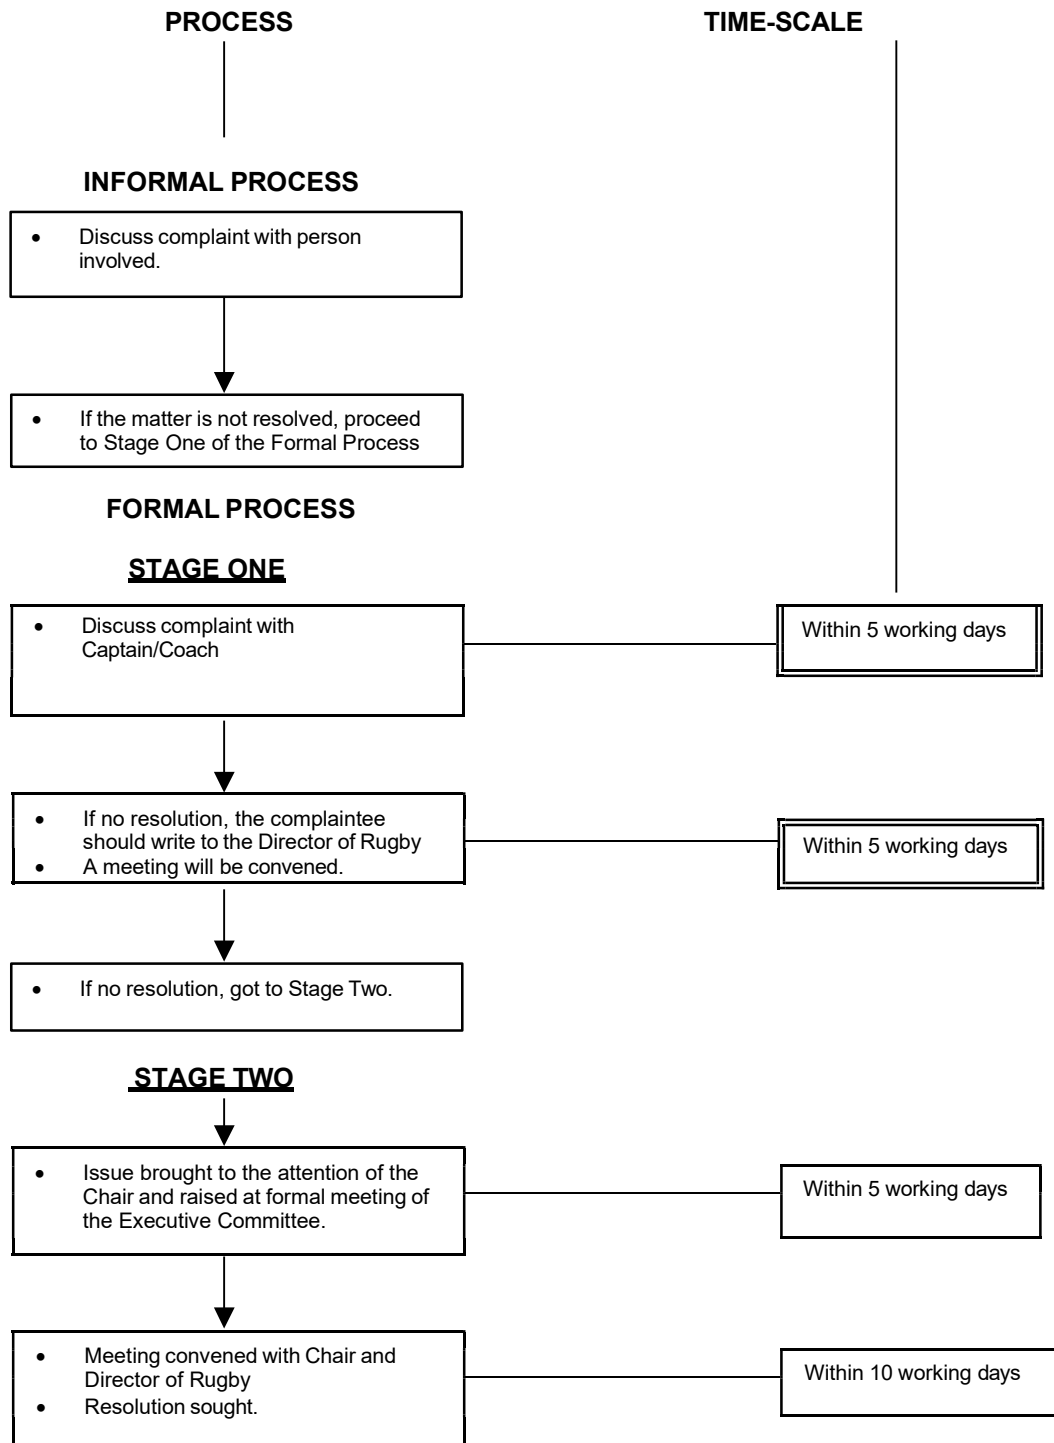 PROCESS
TIME-SCALE
INFORMAL PROCESS
• Discuss complaint with person
involved.
• If the matter is not resolved, proceed
to Stage One of the Formal Process
FORMAL PROCESS
STAGE ONE
• Discuss complaint with
Captain/Coach
Within 5 working days
• If no resolution, the complaintee
should write to the Director of Rugby
• A meeting will be convened.
Within 5 working days
• If no resolution, got to Stage Two.
STAGE TWO
• Issue brought to the attention of the
Chair and raised at formal meeting of
the Executive Committee.
Within 5 working days
• Meeting convened with Chair and
Director of Rugby
• Resolution sought.
Within 10 working days